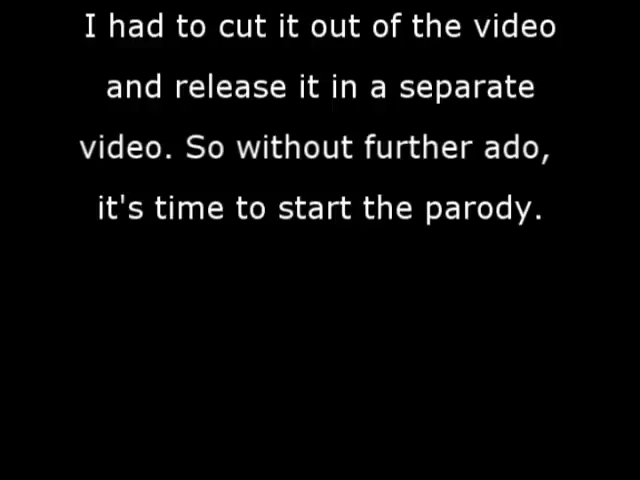 I had to cut it out of the video
and release it in a separate
video. So without further ado,
it's time to start the parody.